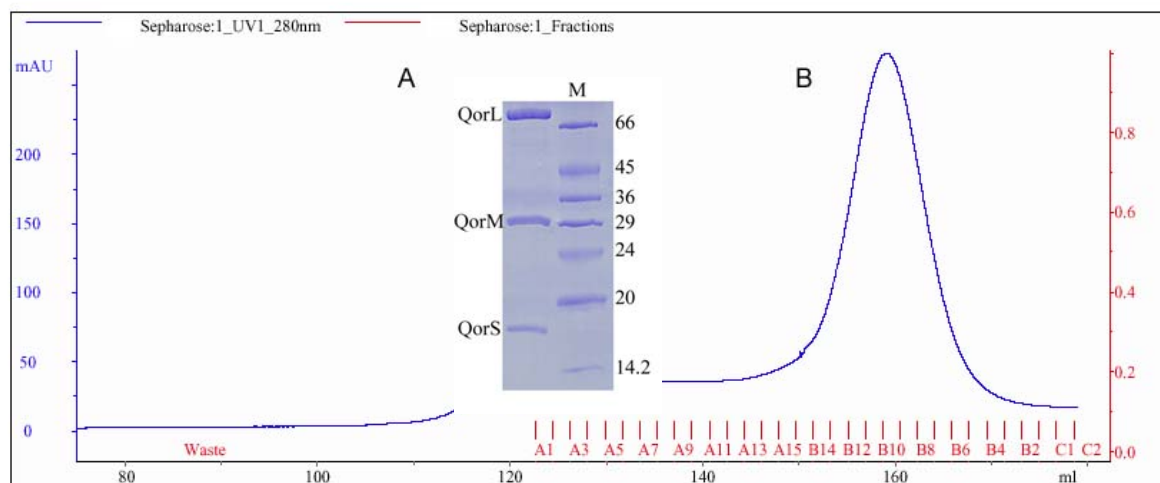 Sepharose:1_UV1_280nm Sepharose:1_Fractions
mAU A B
M
QorL 66
45
36
QorM 29
24
20
QorS
14.2
200
150
100
50
0
0.8
0.6
0.4
0.2
0.0
Waste A1 A3 A5 A7 A9 A11 A13 A15 B14 B12 B10 B8 B6 B4 B2 C1 C2
80 100 120 140 160 ml